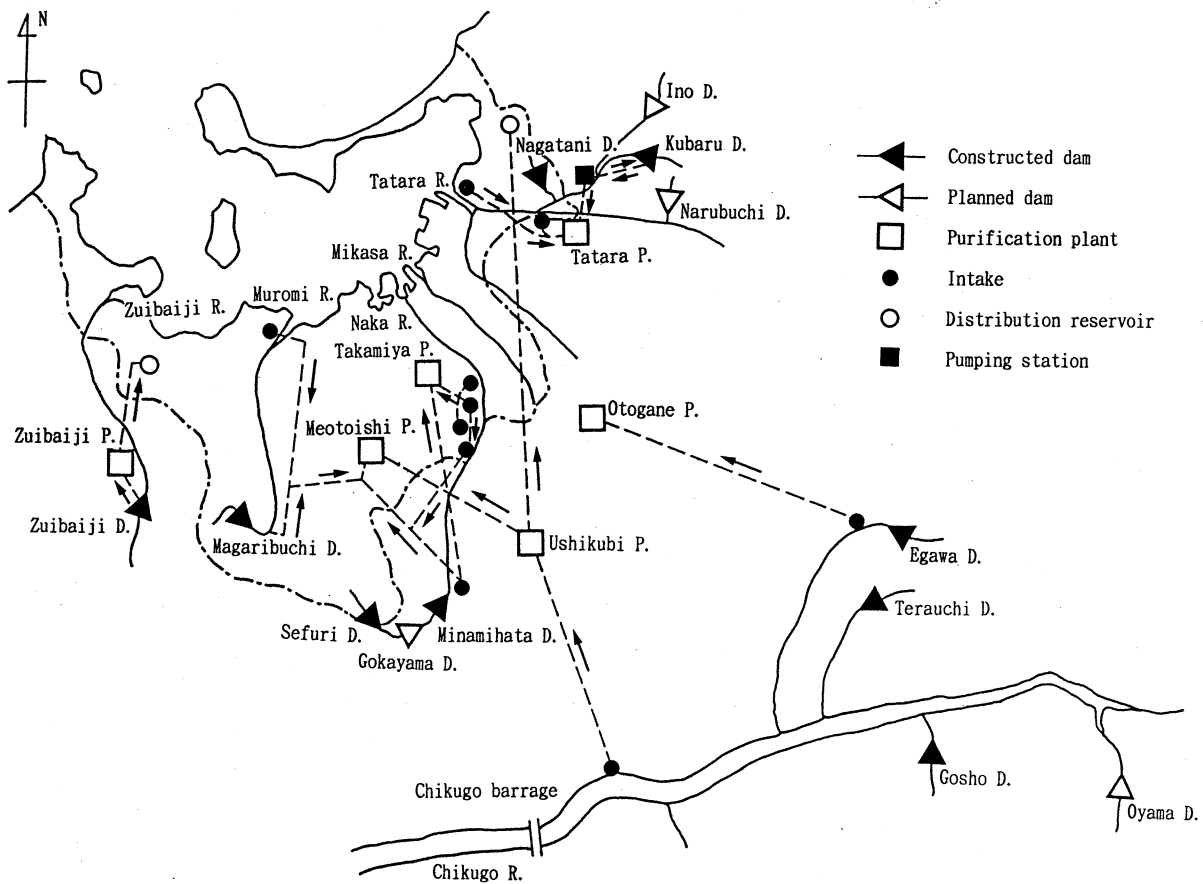 N
Ino D.
Nagatani D.
Kubaru D.
Tatara R.
Narubuchi D.
Tatara P.
Mikasa R.
Muromi R.
Zuibaiji R.
Naka R.
Takamiya P.
Otogane P.
Meotoishi P.
Zuibaiji P.
Zuibaiji D.
Magaribuchi D.
Ushikubi P.
Egawa D.
Terauchi D.
Sefuri D.
Minamihata D.
Gokayama D.
Gosho D.
Chikugo barrage
Oyama D.
Chikugo R.
Constructed dam
Planned dam
Purification plant
Intake
Distribution reservoir
Pumping station